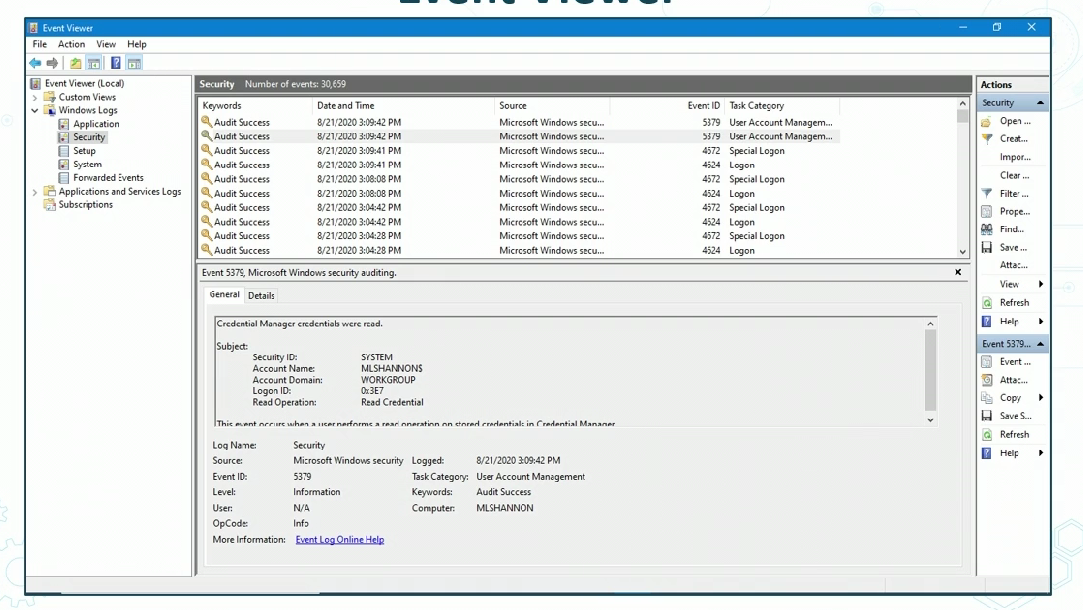 Event Viewer
Event Viewer
File Action View Help
Event Viewer (Local)
Custom Views
Windows Logs
Application
Security
Setup
System
Forwarded Events
Applications and Services Logs
Subscriptions
Security Number of events: 30,659
Keywords Date and Time Source Event ID Task Category
Audit Success 8/21/2020 3:09:42 PM Microsoft Windows secu... 5379 User Account Managem...
Audit Success 8/21/2020 3:09:42 PM Microsoft Windows secu... 5379 User Account Managem...
Audit Success 8/21/2020 3:09:41 PM Microsoft Windows secu... 4672 Special Logon
Audit Success 8/21/2020 3:09:41 PM Microsoft Windows secu... 4624 Logon
Audit Success 8/21/2020 3:08:08 PM Microsoft Windows secu... 4672 Special Logon
Audit Success 8/21/2020 3:08:08 PM Microsoft Windows secu... 4624 Logon
Audit Success 8/21/2020 3:04:42 PM Microsoft Windows secu... 4672 Special Logon
Audit Success 8/21/2020 3:04:42 PM Microsoft Windows secu... 4624 Logon
Audit Success 8/21/2020 3:04:28 PM Microsoft Windows secu... 4672 Special Logon
Audit Success 8/21/2020 3:04:28 PM Microsoft Windows secu... 4624 Logon
Event 5379, Microsoft Windows security auditing.
General Details
Credential Manager credentials were read.
Subject:
Security ID: SYSTEM
Account Name: MLSHANNON$
Account Domain: WORKGROUP
Logon ID: 0x3E7
Read Operation: Read Credential
This event occurs when a user performs a read operation on stored credentials in Credential Manager.
Log Name: Security
Source: Microsoft Windows security Logged: 8/21/2020 3:09:42 PM
Event ID: 5379 Task Category: User Account Management
Level: Information Keywords: Audit Success
User: N/A Computer: MLSHANNON
OpCode: Info
More Information: Event Log Online Help
Actions
Security
Open ...
Creat...
Impor...
Clear ...
Filter ...
Prope...
Find...
Save ...
Attac...
View
Refresh
Help
Event 5379...
Event ...
Attac...
Copy
Save S...
Refresh
Help